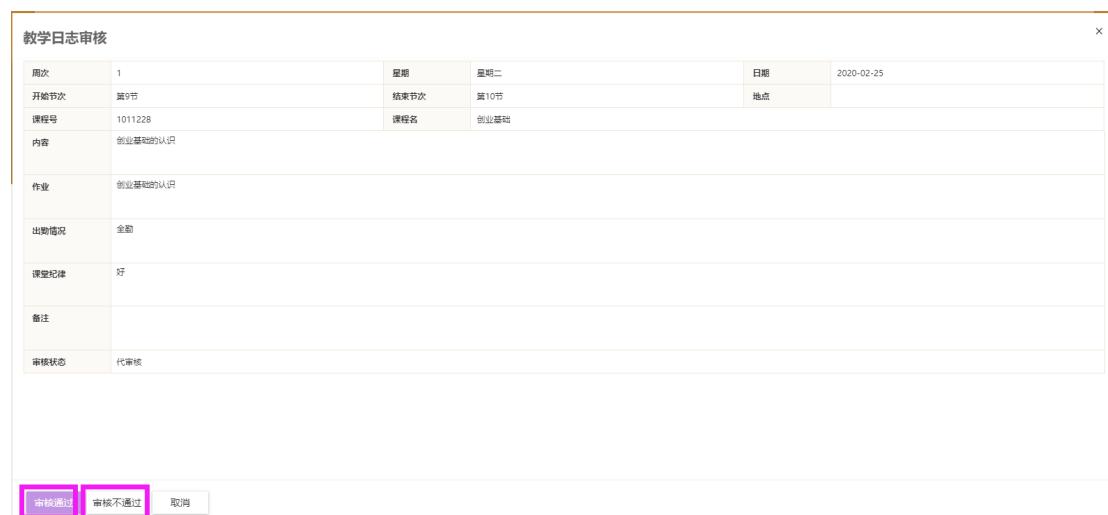 教学日志审核 ×
周次 1 星期 星期二 日期 2020-02-25
开始节次 第9节 结束节次 第10节 地点
课程号 1011228 课程名 创业基础
内容 创业基础的认识
作业 创业基础的认识
出勤情况 全勤
课堂纪律 好
备注
审核状态 代审核
审核通过 审核不通过 取消